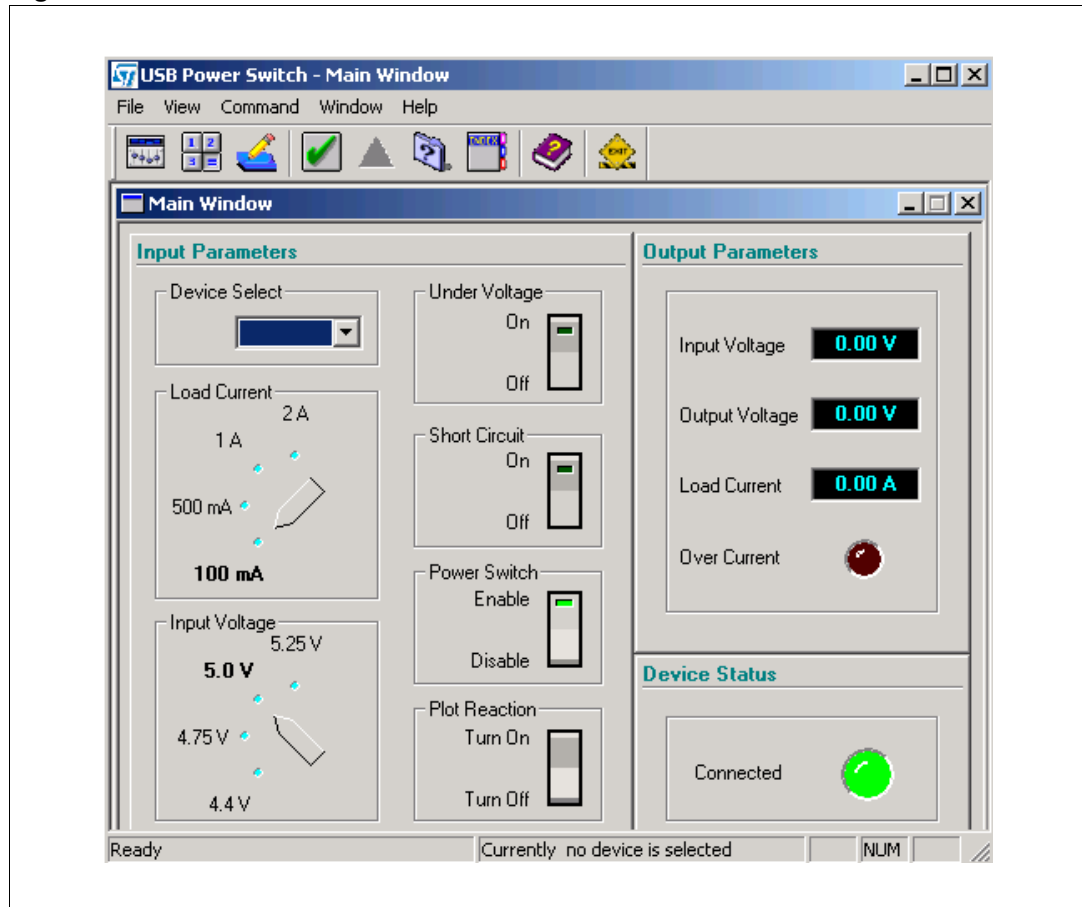 USB Power Switch - Main Window
File View Command Window Help
Main Window
Input Parameters
Device Select
Load Current
2 A
1 A
500 mA
100 mA
Input Voltage
5.25 V
5.0 V
4.75 V
4.4 V
Under Voltage
On
Off
Short Circuit
On
Off
Power Switch
Enable
Disable
Plot Reaction
Turn On
Turn Off
Output Parameters
Input Voltage 0.00 V
Output Voltage 0.00 V
Load Current 0.00 A
Over Current
Device Status
Connected
Ready Currently no device is selected NUM